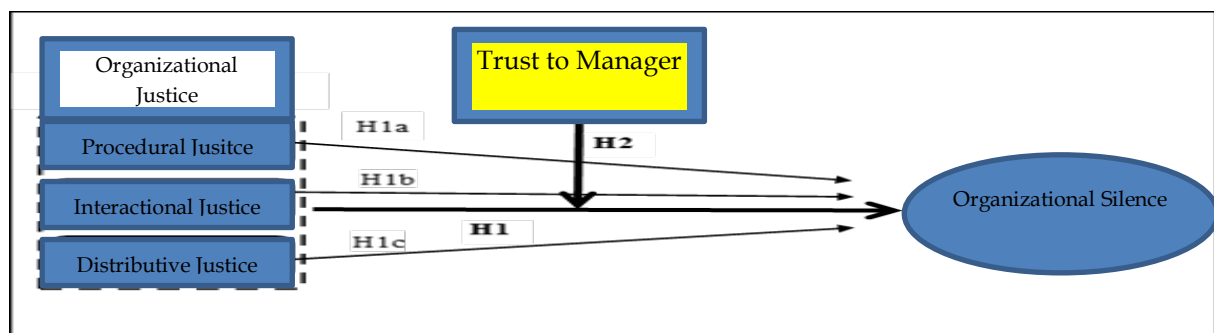 Organizational
Justice
Trust to Manager
H1a
Procedural Jusitce
H2
H1b
Interactional Justice
Organizational Silence
H1
H1c
Distributive Justice